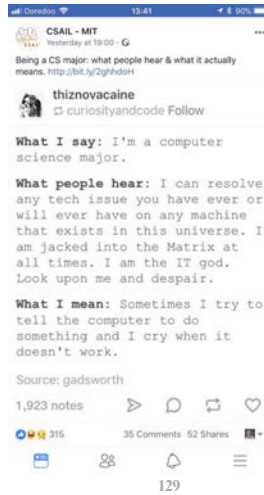 Ooredoo
13:41
90%
CSAIL - MIT
Yesterday at 19:00 ·
Being a CS major: what people hear & what it actually
means. http://bit.ly/2ghhdoH
thiznovacaine
curiosityandcode Follow
What I say: I'm a computer
science major.
What people hear: I can resolve
any tech issue you have ever or
will ever have on any machine
that exists in this universe. I
am jacked into the Matrix at
all times. I am the IT god.
Look upon me and despair.
What I mean: Sometimes I try to
tell the computer to do
something and I cry when it
doesn't work.
Source: gadsworth
1,923 notes
315
35 Comments 52 Shares
129